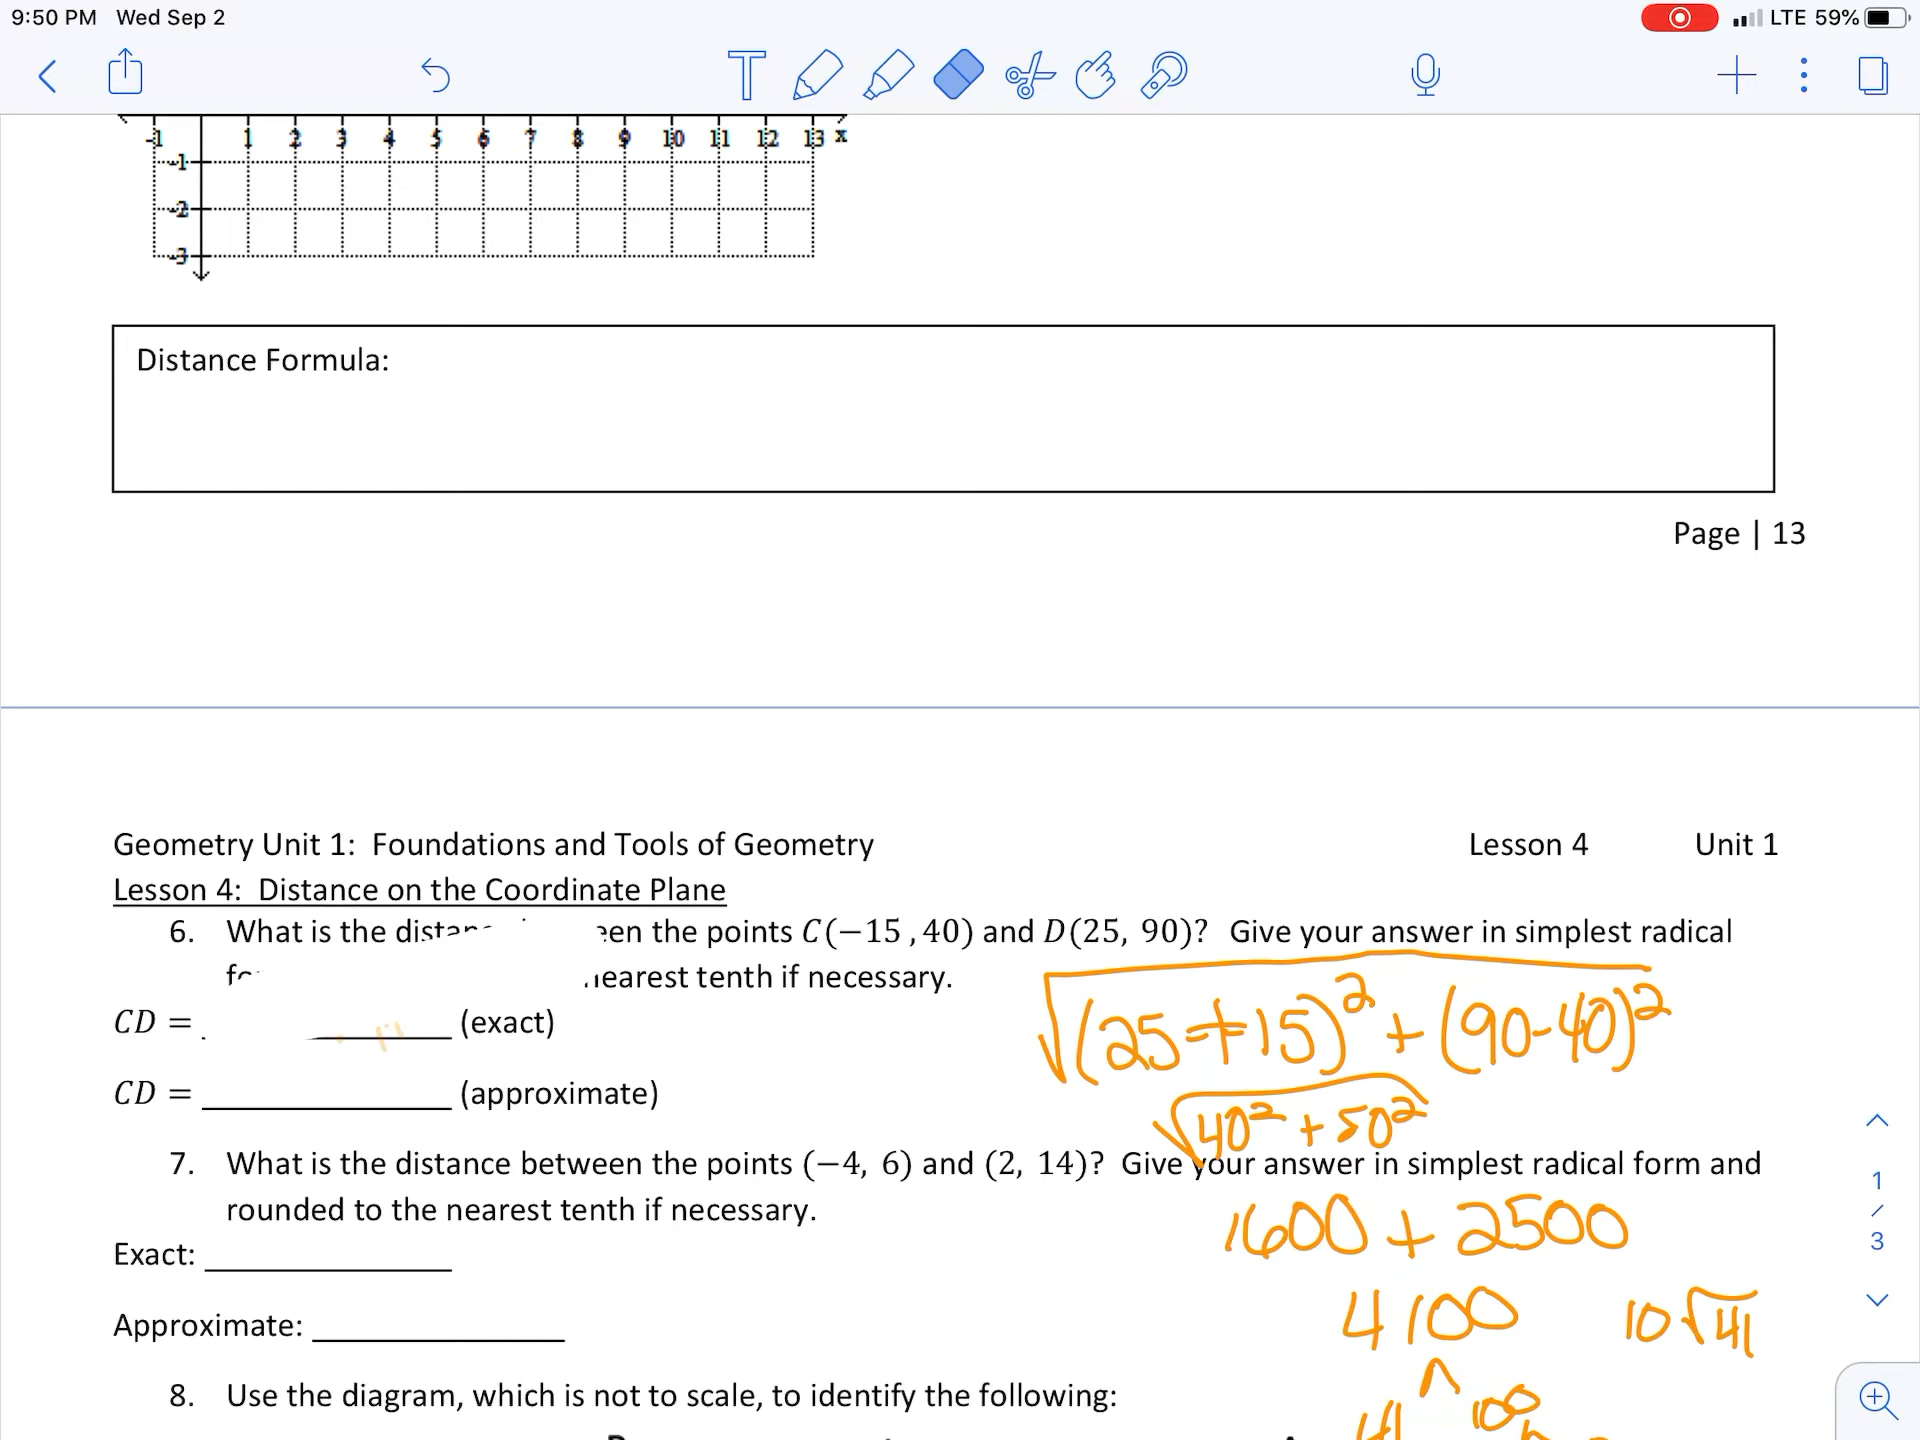 9:50 PM Wed Sep 2
LTE 59%
-1 1 2 3 4 5 6 7 8 9 10 11 12 13 x
-1
-2
-3
Distance Formula:
Page | 13
Geometry Unit 1: Foundations and Tools of Geometry Lesson 4 Unit 1
Lesson 4: Distance on the Coordinate Plane
6. What is the een the points C(−15 ,40) and D(25, 90)? Give your answer in simplest radical
nearest tenth if necessary.
√(25-+15)² + (90-40)²
CD = (exact)
CD = (approximate)
√40² + 50²
7. What is the distance between the points (−4, 6) and (2, 14)? Give your answer in simplest radical form and
rounded to the nearest tenth if necessary.
1600 + 2500
Exact:
4100 10√41
Approximate:
8. Use the diagram, which is not to scale, to identify the following:
41 100
1
/
3